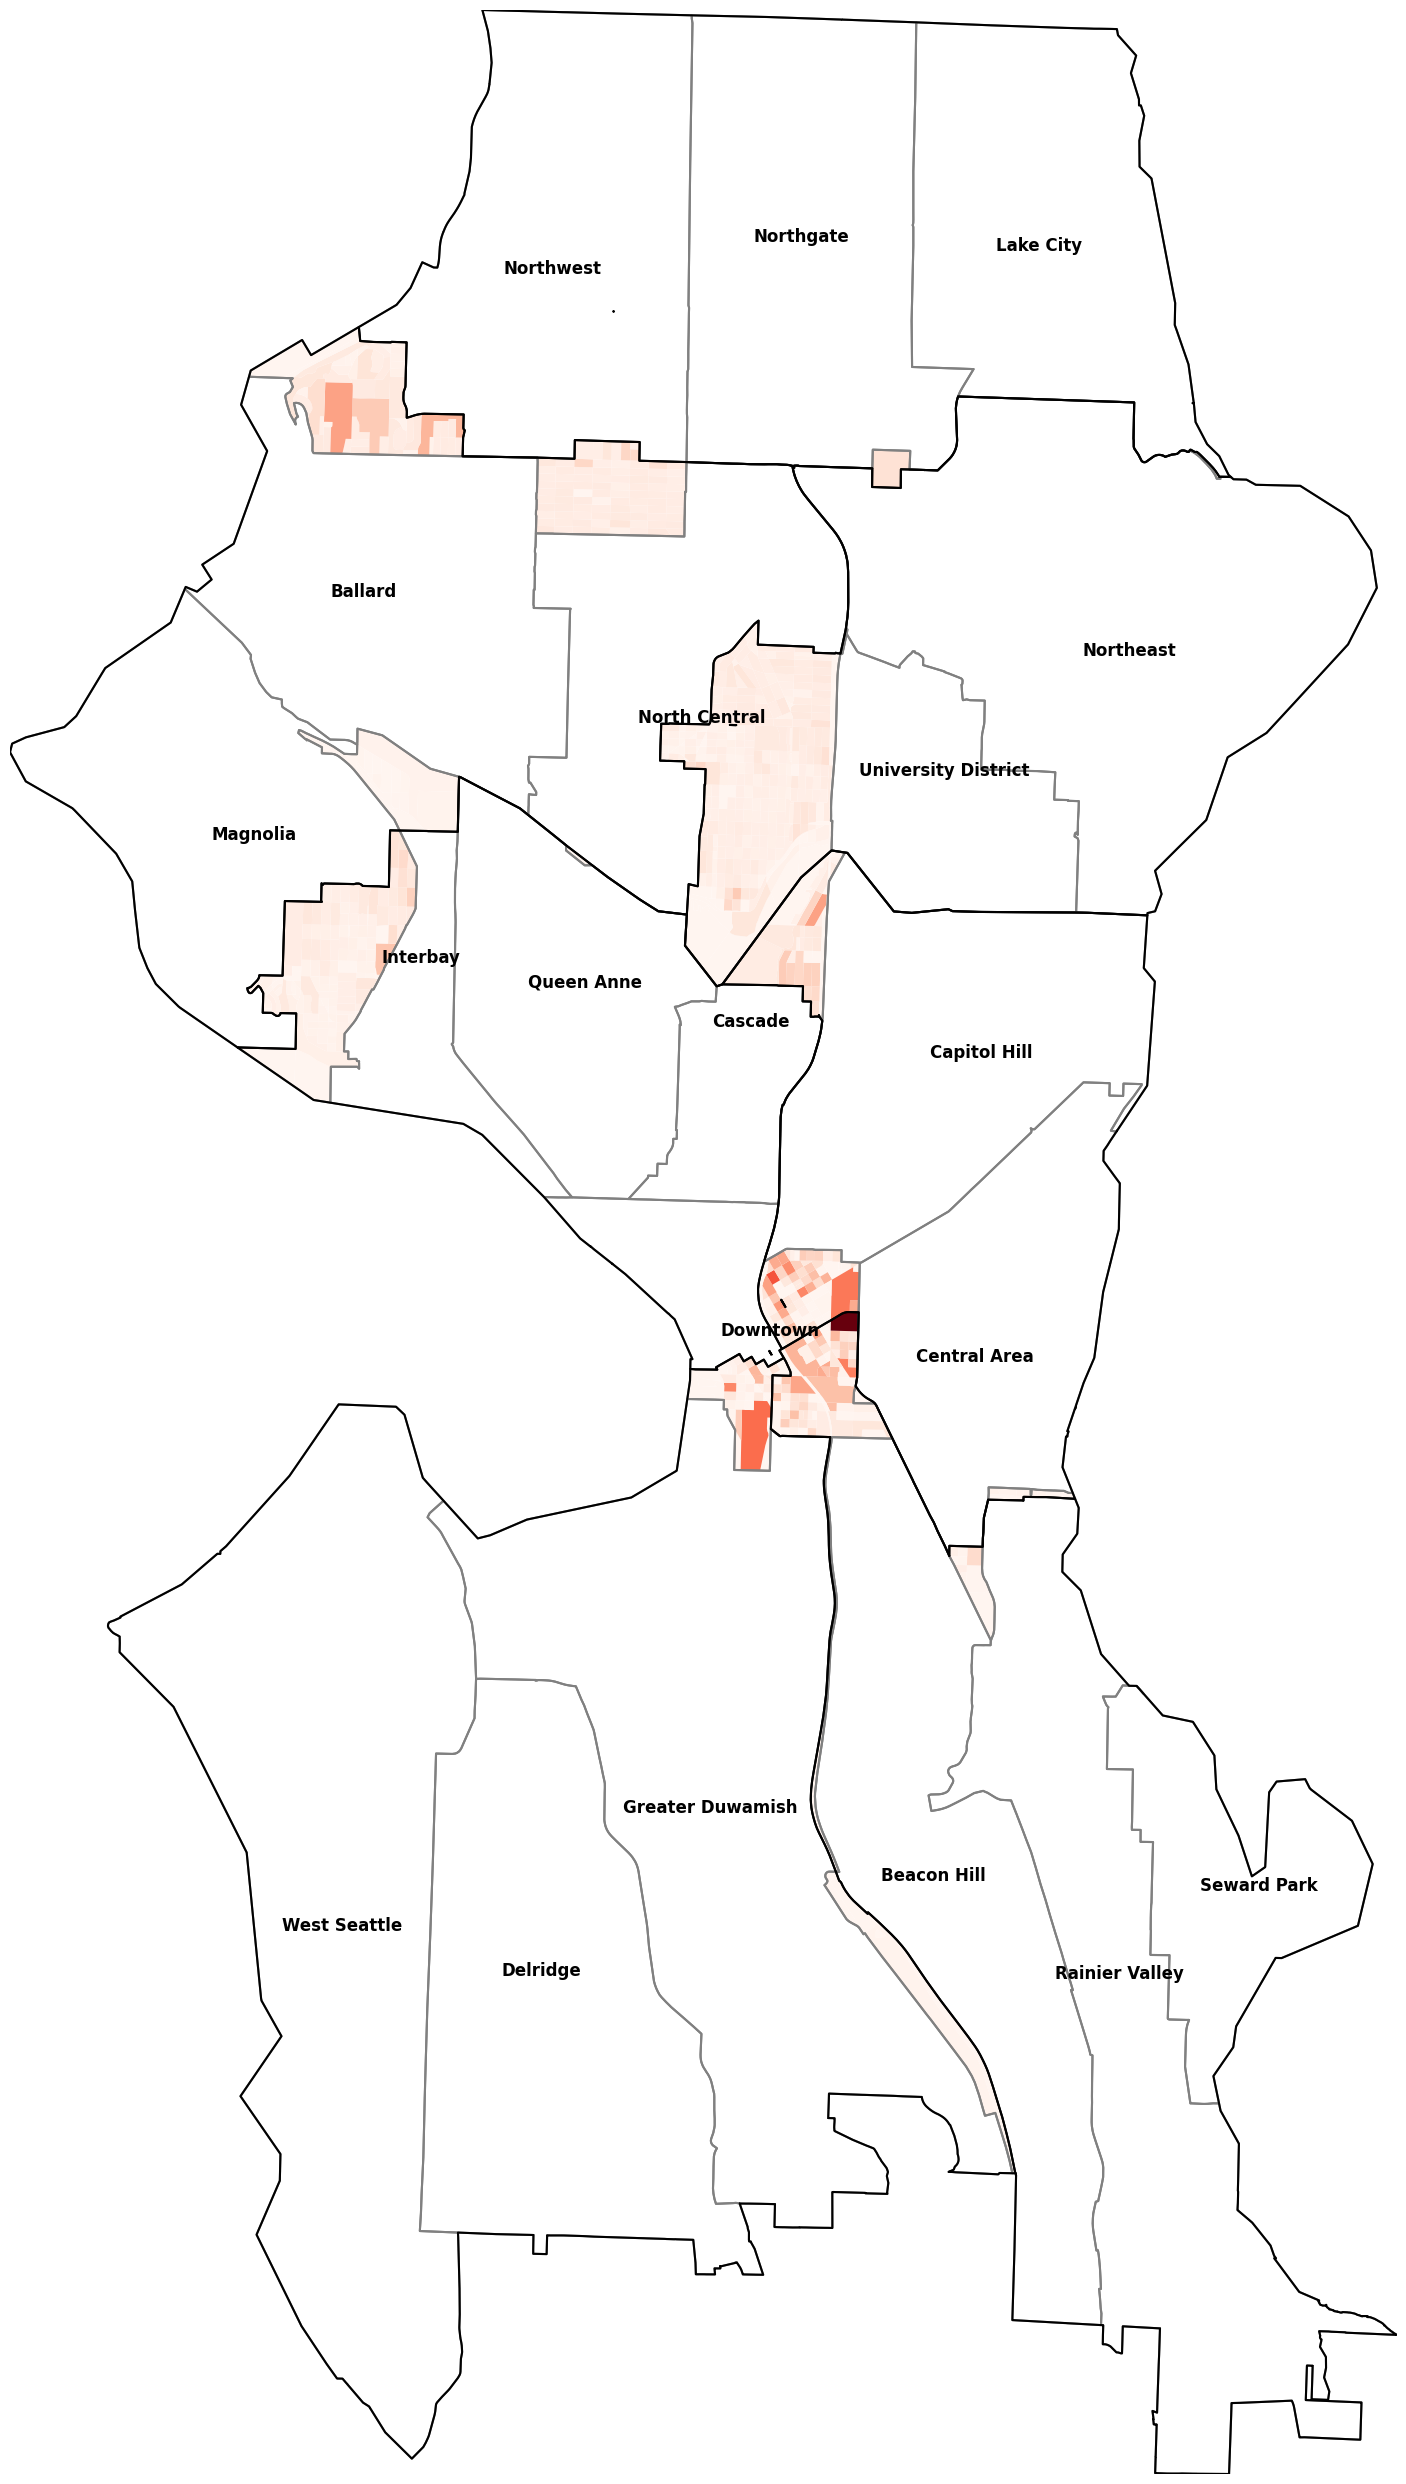 Northgate
Lake City
Northwest
Ballard
Northeast
North Central
University District
Magnolia
Interbay
Queen Anne
Cascade
Capitol Hill
Downtown
Central Area
Greater Duwamish
Beacon Hill
Seward Park
West Seattle
Delridge
Rainier Valley